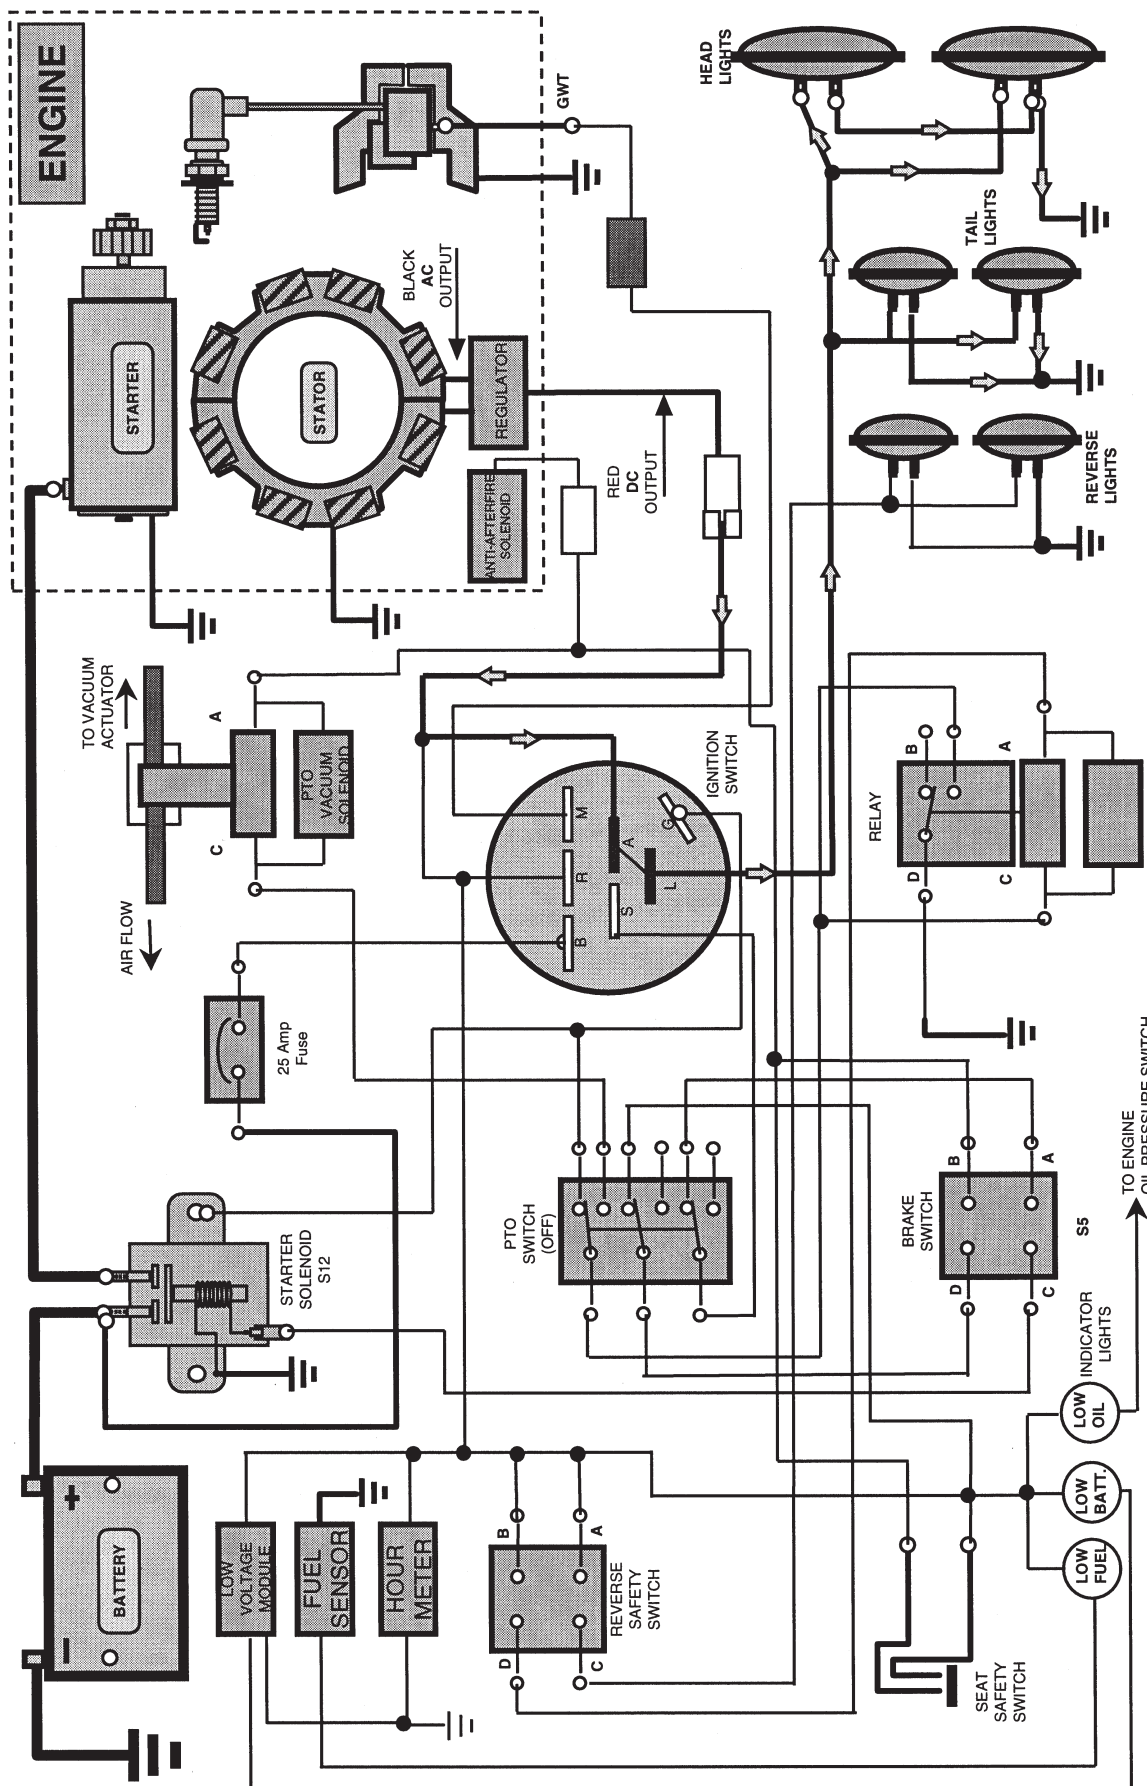 ENGINE
STARTER
STATOR
GWT
BLACK
AC
OUTPUT
REGULATOR
ANTI-AFTERFIRE
SOLENOID
RED
DC
OUTPUT
HEAD
LIGHTS
TAIL
LIGHTS
REVERSE
LIGHTS
TO VACUUM
ACTUATOR
AIR FLOW
A
C
PTO
VACUUM
SOLENOID
25 Amp
Fuse
IGNITION
SWITCH
M
R
B
G
A
S
L
RELAY
B
D
A
C
STARTER
SOLENOID
S12
PTO
SWITCH
(OFF)
BRAKE
SWITCH
B
A
D
C
S5
TO ENGINE
OIL PRESSURE SWITCH
INDICATOR
LIGHTS
LOW
OIL
LOW
BATT.
LOW
FUEL
BATTERY
+
−
LOW
VOLTAGE
MODULE
FUEL
SENSOR
HOUR
METER
B
A
D
C
REVERSE
SAFETY
SWITCH
SEAT
SAFETY
SWITCH